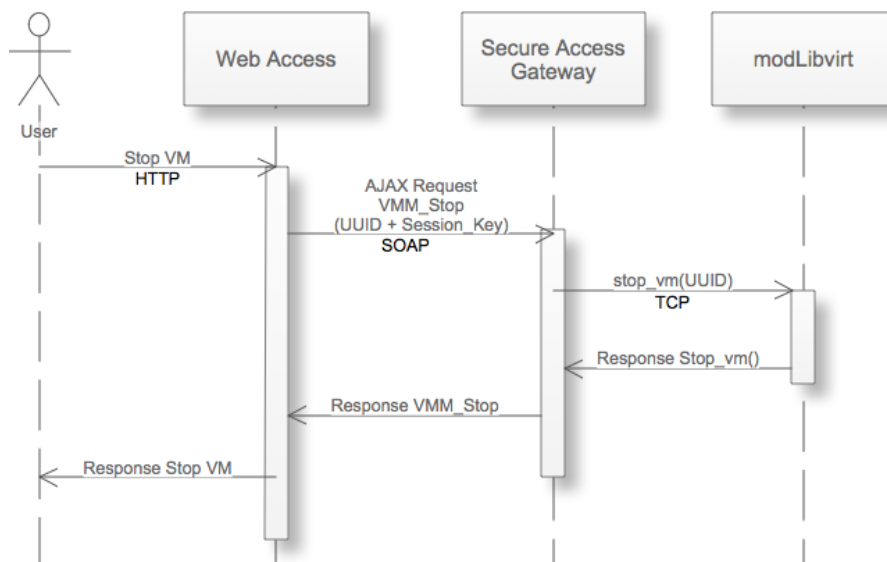 Web Access
Secure Access
Gateway
modLibvirt
User
Stop VM
HTTP
AJAX Request
VMM_Stop
(UUID + Session_Key)
SOAP
stop_vm(UUID)
TCP
Response Stop_vm()
Response VMM_Stop
Response Stop VM